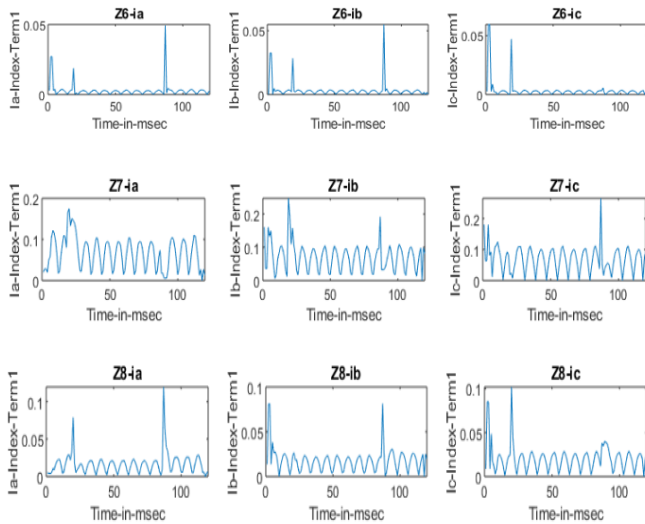 Z6-ia
Ia-Index-Term1
0.05
0
0 50 100
Time-in-msec
Z6-ib
Ib-Index-Term1
0.05
0
0 50 100
Time-in-msec
Z6-ic
Ic-Index-Term1
0.05
0
0 50 100
Time-in-msec
Z7-ia
Ia-Index-Term1
0.2
0.1
0
0 50 100
Time-in-msec
Z7-ib
Ib-Index-Term1
0.2
0.1
0
0 50 100
Time-in-msec
Z7-ic
Ic-Index-Term1
0.2
0.1
0
0 50 100
Time-in-msec
Z8-ia
Ia-Index-Term1
0.1
0.05
0
0 50 100
Time-in-msec
Z8-ib
Ib-Index-Term1
0.1
0.05
0
0 50 100
Time-in-msec
Z8-ic
Ic-Index-Term1
0.1
0.05
0
0 50 100
Time-in-msec